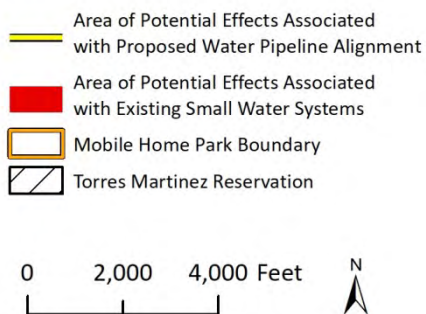 Area of Potential Effects Associated
with Proposed Water Pipeline Alignment
Area of Potential Effects Associated
with Existing Small Water Systems
Mobile Home Park Boundary
Torres Martinez Reservation
0 2,000 4,000 Feet
N